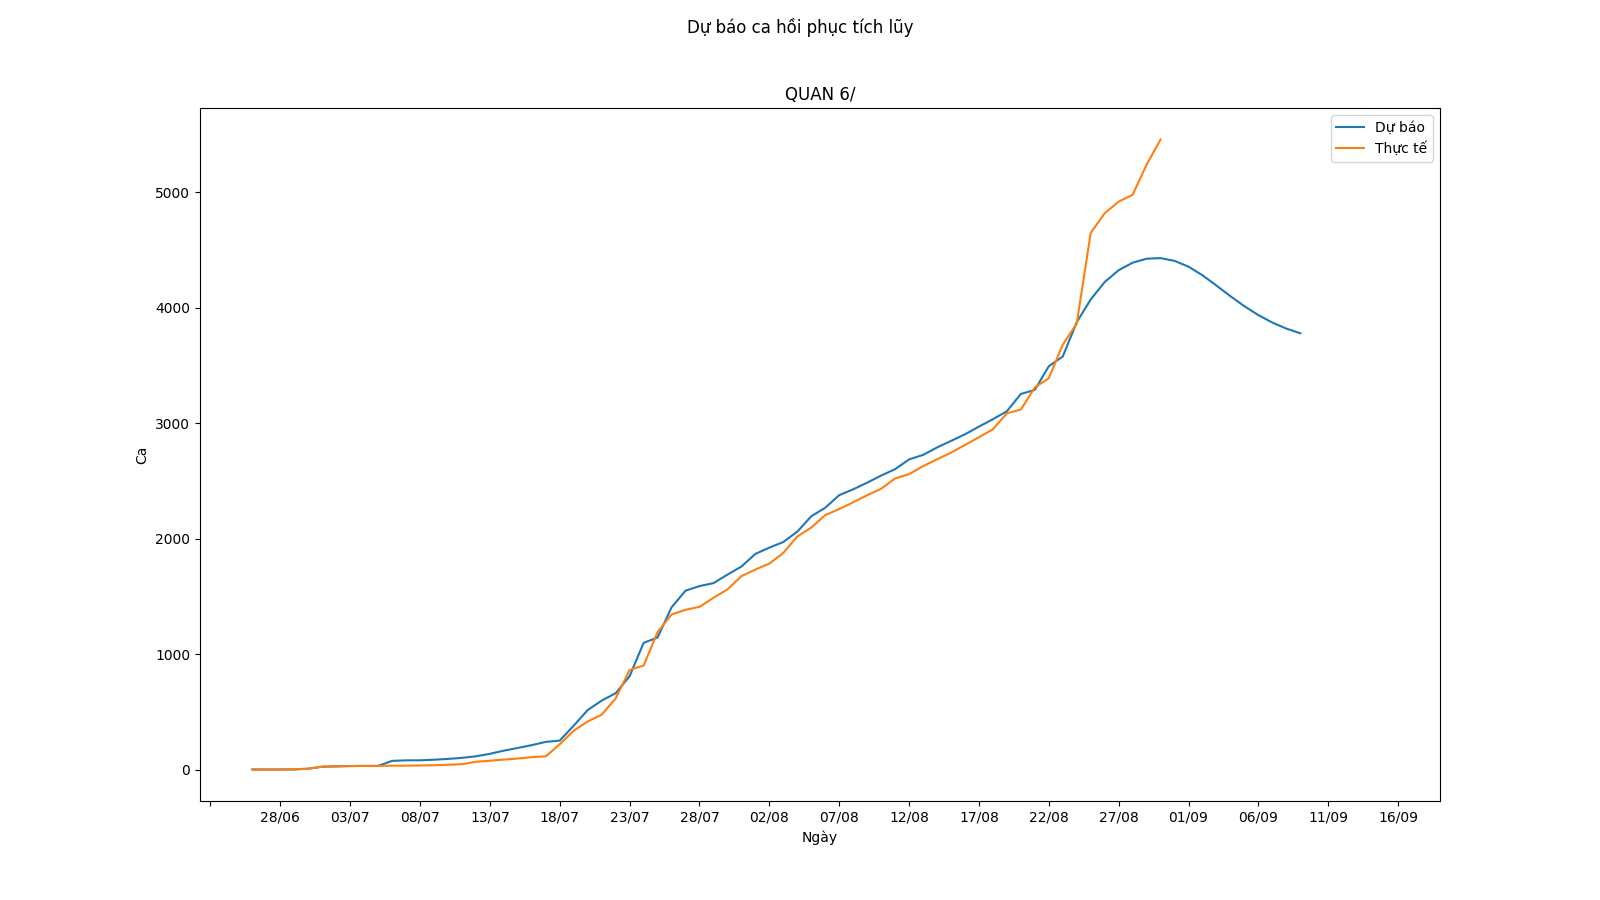 Dự báo ca hồi phục tích lũy
QUAN 6/
Dự báo
Thực tế
5000
4000
3000
2000
1000
0
Ca
28/06 03/07 08/07 13/07 18/07 23/07 28/07 02/08 07/08 12/08 17/08 22/08 27/08 01/09 06/09 11/09 16/09
Ngày